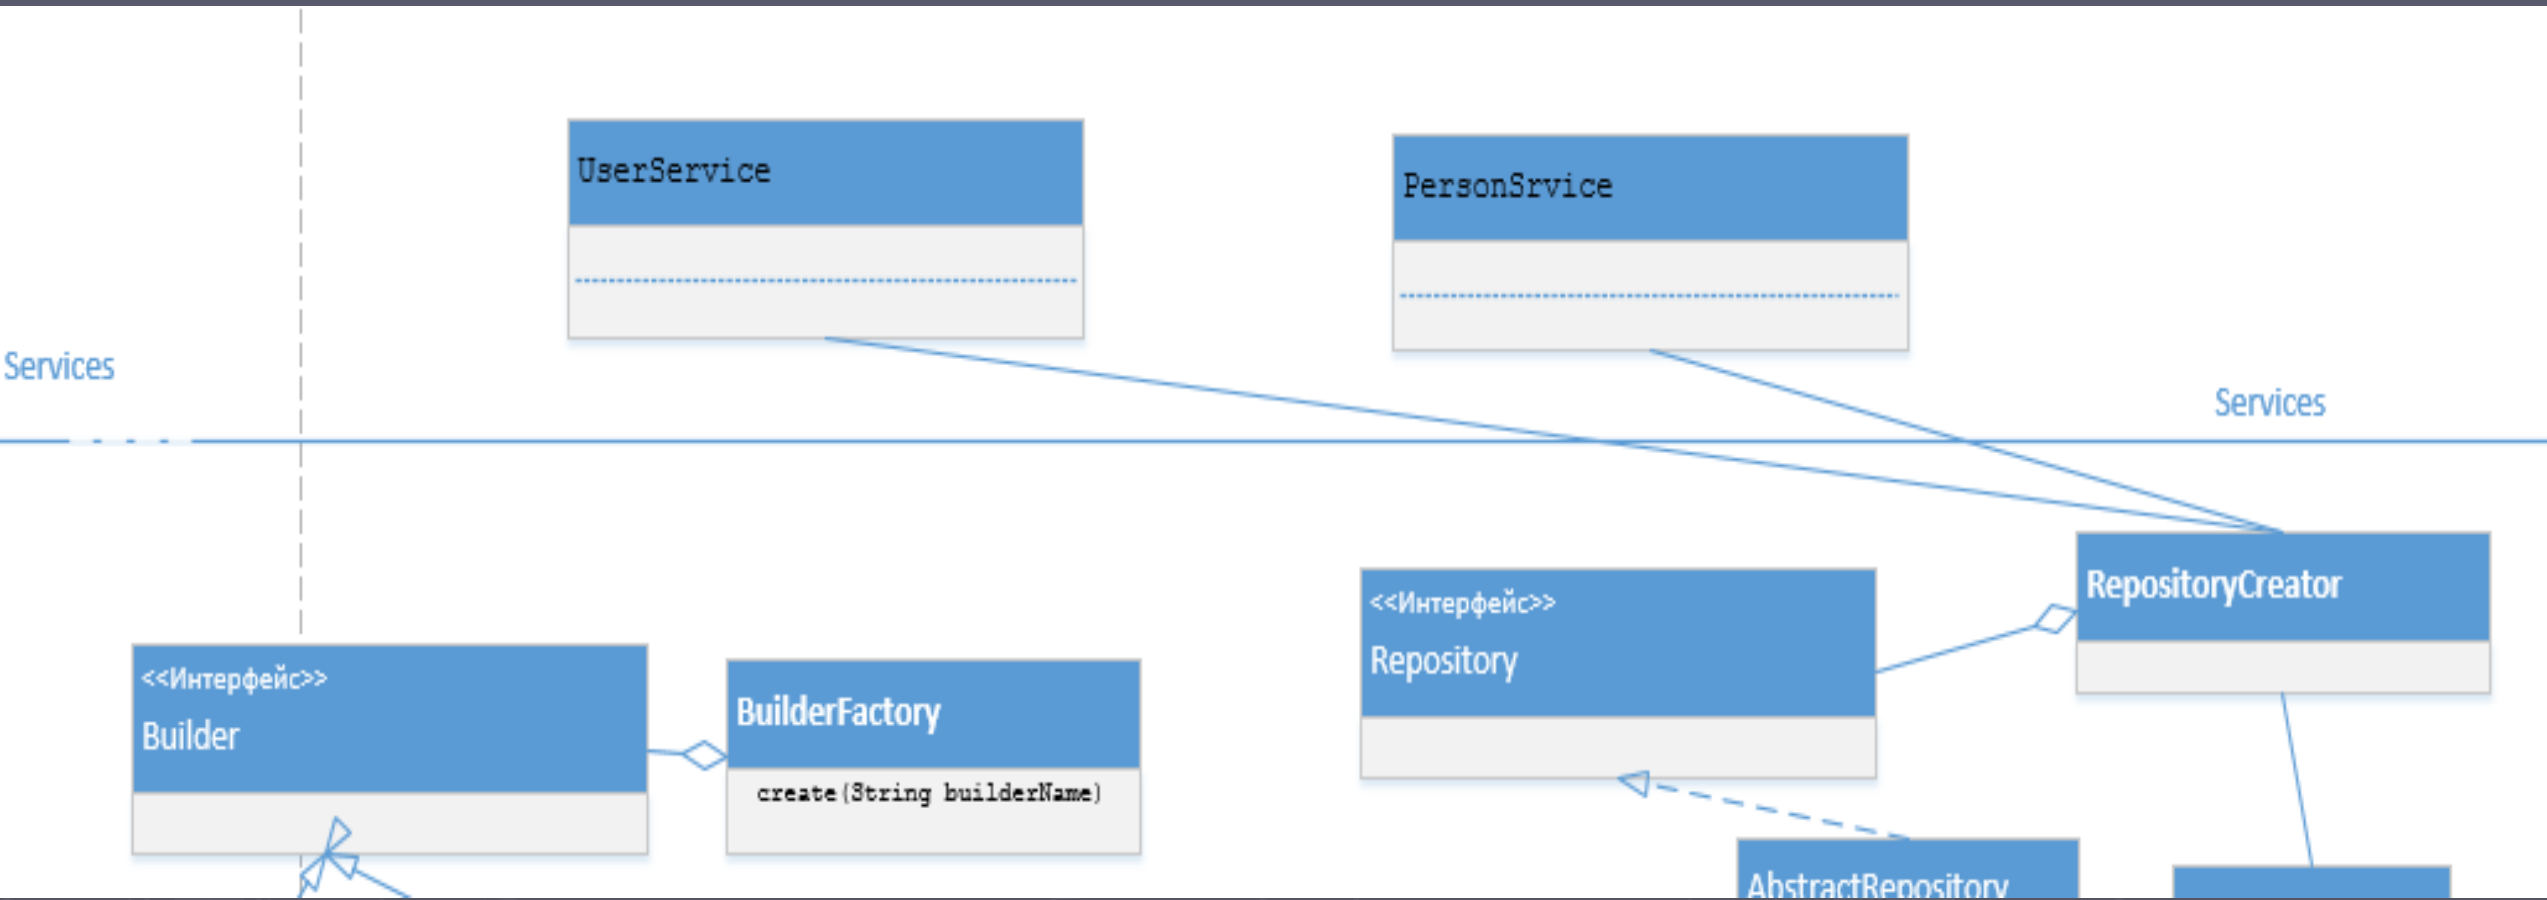 UserService
PersonSrvice
Services
Services
<<Интерфейс>>
Builder
BuilderFactory
create(String builderName)
<<Интерфейс>>
Repository
RepositoryCreator
AbstractRepository